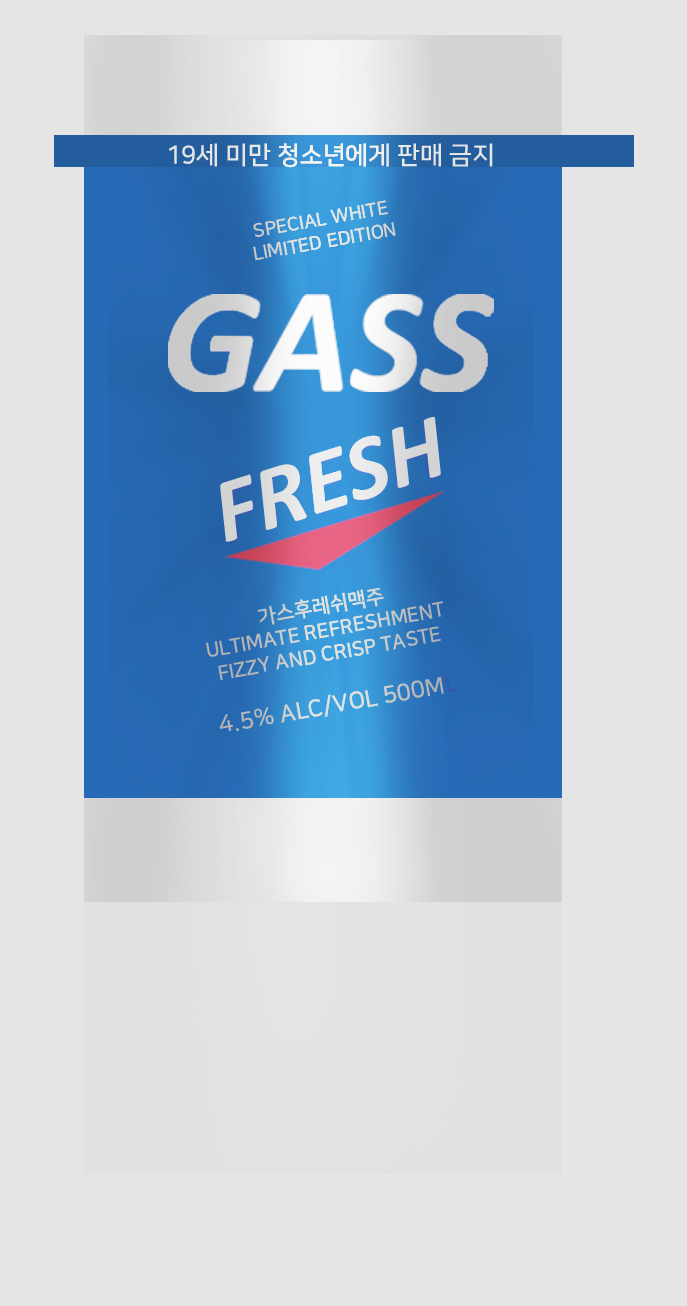 19세 미만 청소년에게 판매 금지
SPECIAL WHITE
LIMITED EDITION
GASS
FRESH
가스후레쉬맥주
ULTIMATE REFRESHMENT
FIZZY AND CRISP TASTE
4.5% ALC/VOL 500ML